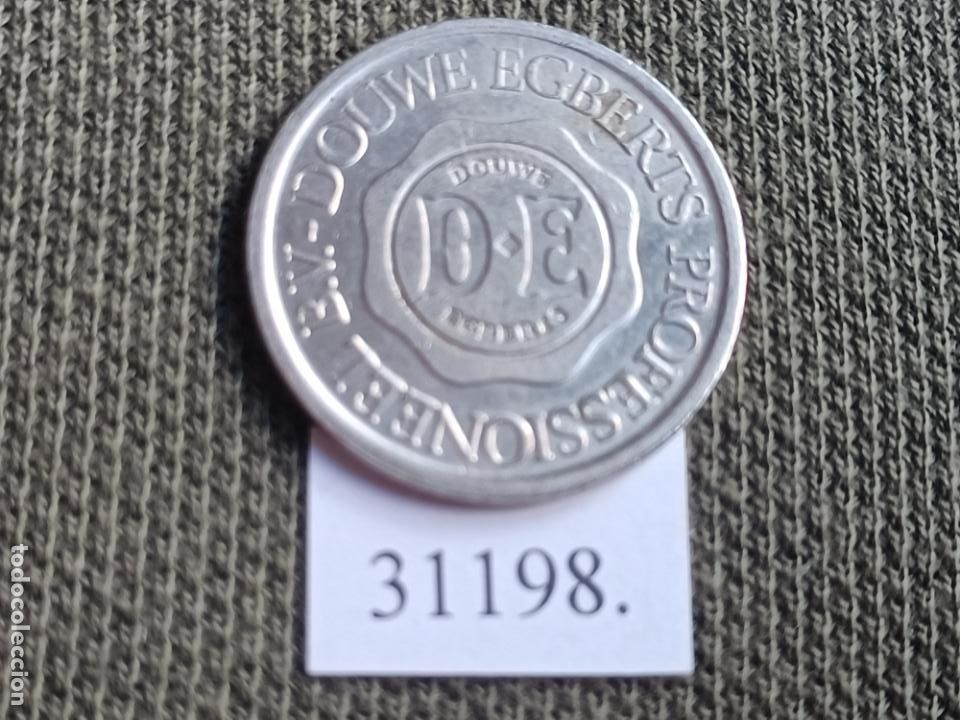 DOUWE EGBERTS PROFESSIONEEL B.V.-
DOUWE
D·E
EGBERTS
31198.
todocoleccion